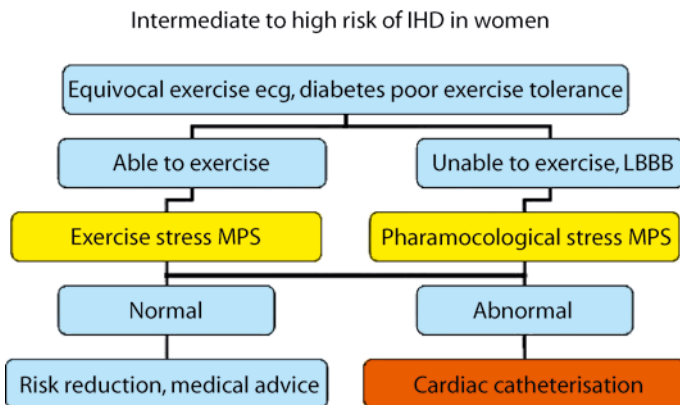 Intermediate to high risk of IHD in women
Equivocal exercise ecg, diabetes poor exercise tolerance
Able to exercise
Unable to exercise, LBBB
Exercise stress MPS
Pharamocological stress MPS
Normal
Abnormal
Risk reduction, medical advice
Cardiac catheterisation